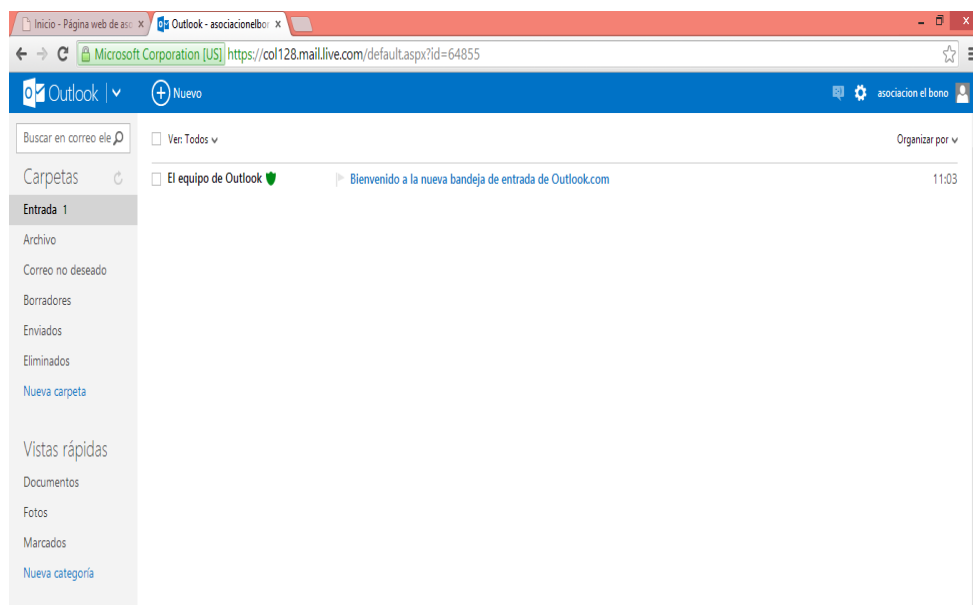 Inicio - Página web de aso x
Outlook - asociacionelbor x
Microsoft Corporation [US] https://col128.mail.live.com/default.aspx?id=64855
Outlook
Nuevo
asociacion el bono
Buscar en correo ele
Ver: Todos
Organizar por
Carpetas
El equipo de Outlook
Bienvenido a la nueva bandeja de entrada de Outlook.com
11:03
Entrada 1
Archivo
Correo no deseado
Borradores
Enviados
Eliminados
Nueva carpeta
Vistas rápidas
Documentos
Fotos
Marcados
Nueva categoría